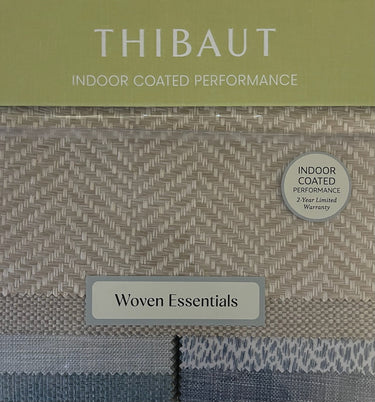 THIBAUT
INDOOR COATED PERFORMANCE
INDOOR
COATED
PERFORMANCE
2-Year Limited
Warranty
Woven Essentials